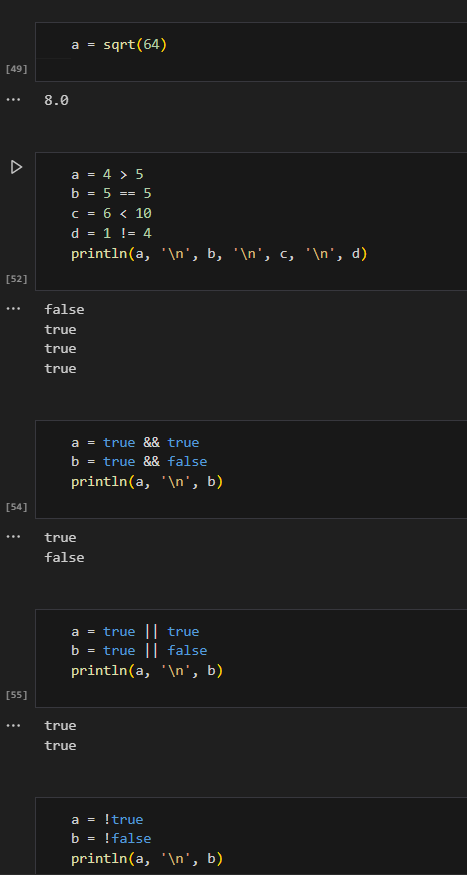 a = sqrt(64)
[49]
... 8.0
a = 4 > 5
b = 5 == 5
c = 6 < 10
d = 1 != 4
println(a, '\n', b, '\n', c, '\n', d)
[52]
... false
true
true
true
a = true && true
b = true && false
println(a, '\n', b)
[54]
... true
false
a = true || true
b = true || false
println(a, '\n', b)
[55]
... true
true
a = !true
b = !false
println(a, '\n', b)